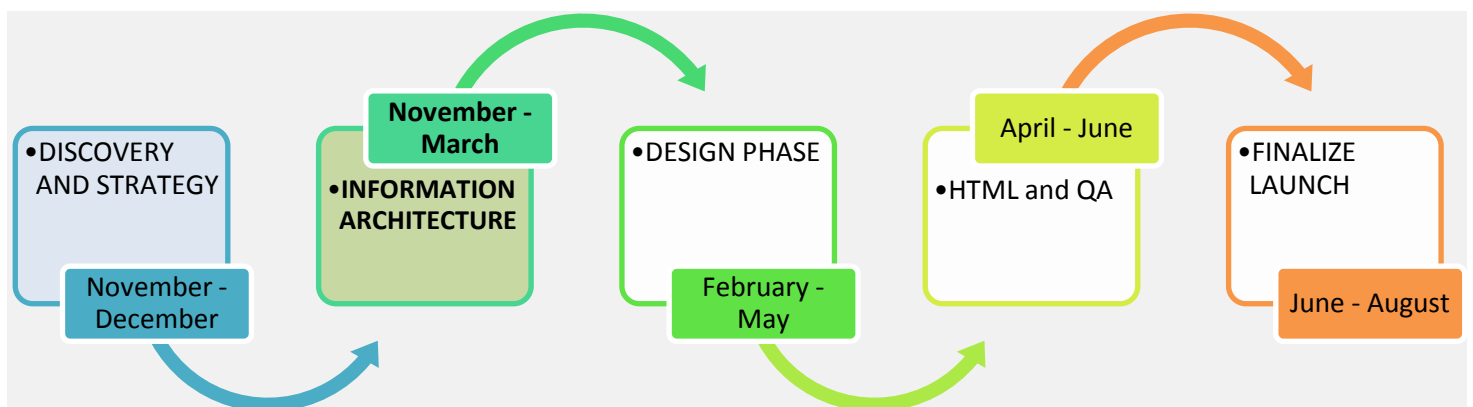 •DISCOVERY
AND STRATEGY
November -
December
November -
March
•INFORMATION
ARCHITECTURE
•DESIGN PHASE
February -
May
April - June
•HTML and QA
•FINALIZE
LAUNCH
June - August